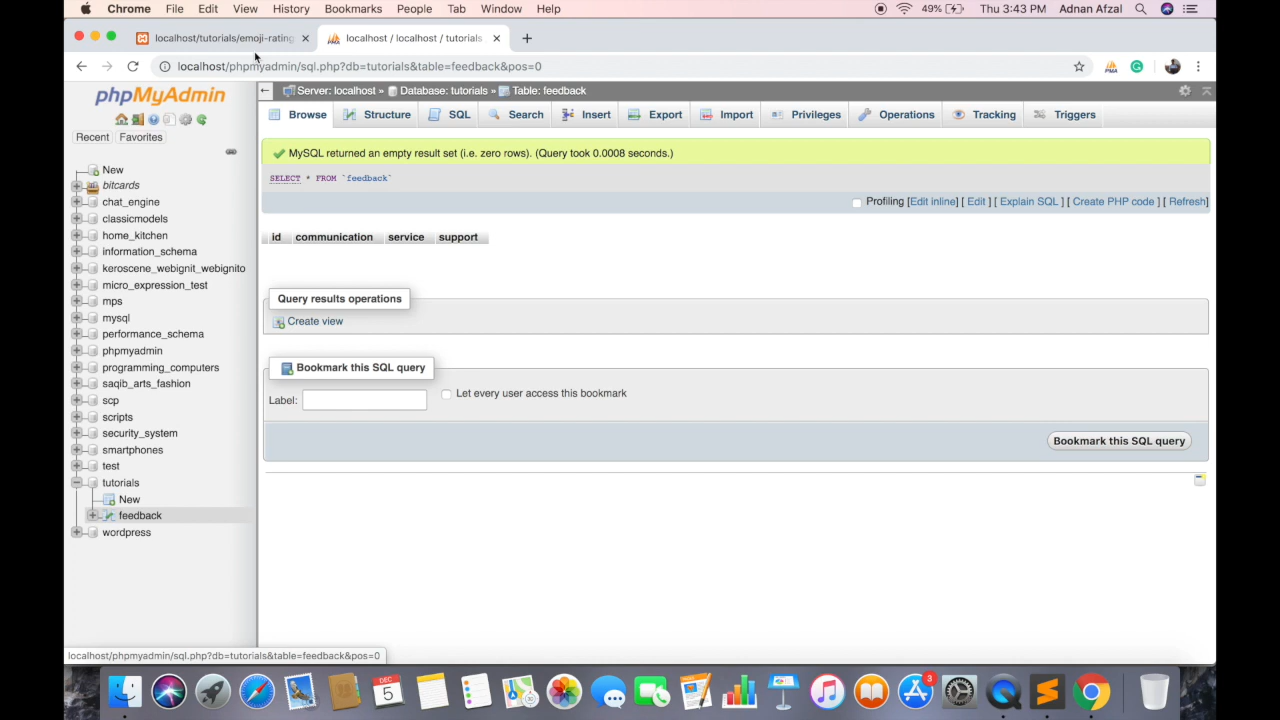 Chrome File Edit View History Bookmarks People Tab Window Help 49% Thu 3:43 PM Adnan Afzal
localhost/tutorials/emoji-rating localhost / localhost / tutorials
localhost/phpmyadmin/sql.php?db=tutorials&table=feedback&pos=0
phpMyAdmin
Recent Favorites
New
bitcards
chat_engine
classicmodels
home_kitchen
information_schema
keroscene_webignit_webignito
micro_expression_test
mps
mysql
performance_schema
phpmyadmin
programming_computers
saqib_arts_fashion
scp
scripts
security_system
smartphones
test
tutorials
New
feedback
wordpress
Server: localhost » Database: tutorials » Table: feedback
Browse Structure SQL Search Insert Export Import Privileges Operations Tracking Triggers
MySQL returned an empty result set (i.e. zero rows). (Query took 0.0008 seconds.)
SELECT * FROM `feedback`
Profiling [Edit inline] [ Edit ] [ Explain SQL ] [ Create PHP code ] [ Refresh]
id communication service support
Query results operations
Create view
Bookmark this SQL query
Label: Let every user access this bookmark
Bookmark this SQL query
localhost/phpmyadmin/sql.php?db=tutorials&table=feedback&pos=0
DEC
5
3